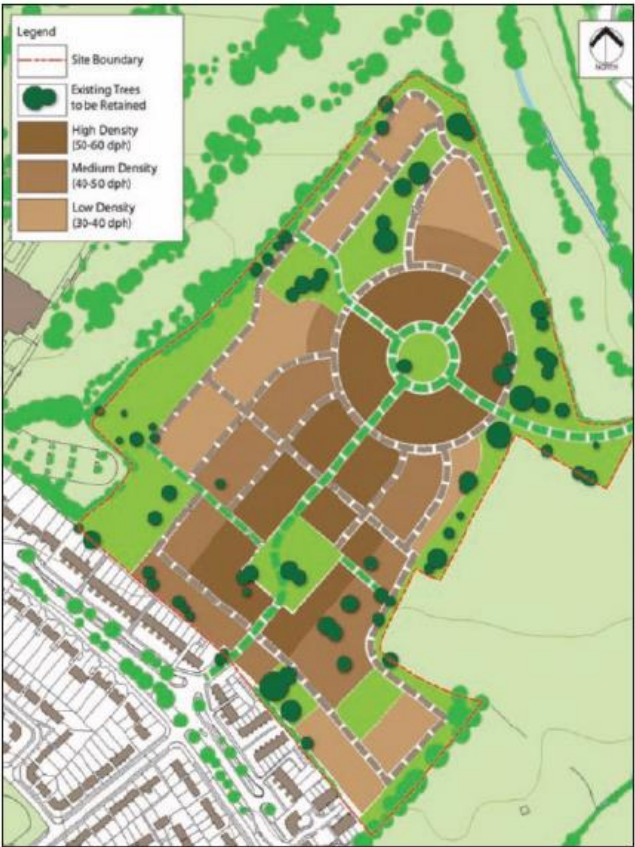 Legend
Site Boundary
Existing Trees
to be Retained
High Density
(50-60 dph)
Medium Density
(40-50 dph)
Low Density
(30-40 dph)
NORTH